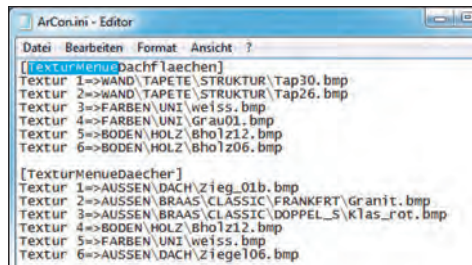 ArCon.ini - Editor
Datei Bearbeiten Format Ansicht ?
[TexturMenueDachflaechen]
Textur 1=>WAND\TAPETE\STRUKTUR\Tap30.bmp
Textur 2=>WAND\TAPETE\STRUKTUR\Tap26.bmp
Textur 3=>FARBEN\UNI\weiss.bmp
Textur 4=>FARBEN\UNI\Grau01.bmp
Textur 5=>BODEN\HOLZ\Bholz12.bmp
Textur 6=>BODEN\HOLZ\Bholz06.bmp
[TexturMenueDaecher]
Textur 1=>AUSSEN\DACH\Zieg_01b.bmp
Textur 2=>AUSSEN\BRAAS\CLASSIC\FRANKFRT\Granit.bmp
Textur 3=>AUSSEN\BRAAS\CLASSIC\DOPPEL_S\Klas_rot.bmp
Textur 4=>BODEN\HOLZ\Bholz12.bmp
Textur 5=>FARBEN\UNI\weiss.bmp
Textur 6=>AUSSEN\DACH\Ziegel06.bmp